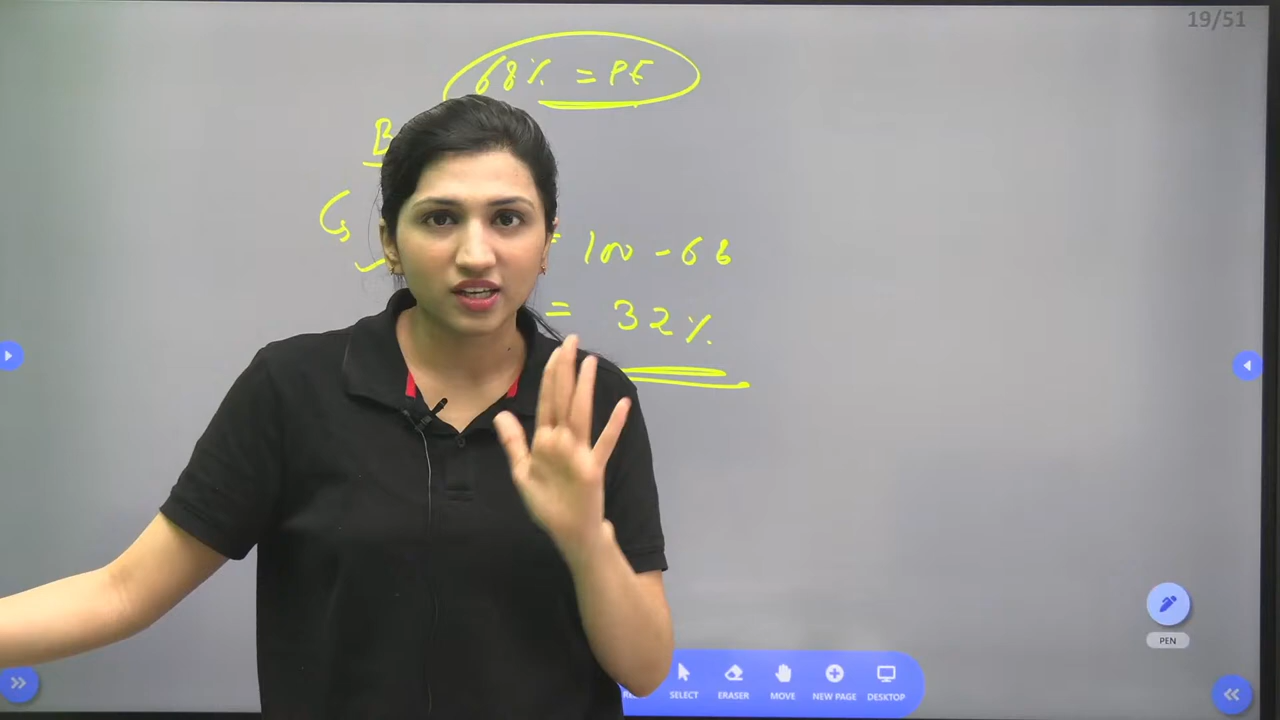 19/51
68% = PE
B
= 100 - 68
= 32%
PEN
SELECT ERASER MOVE NEW PAGE DESKTOP